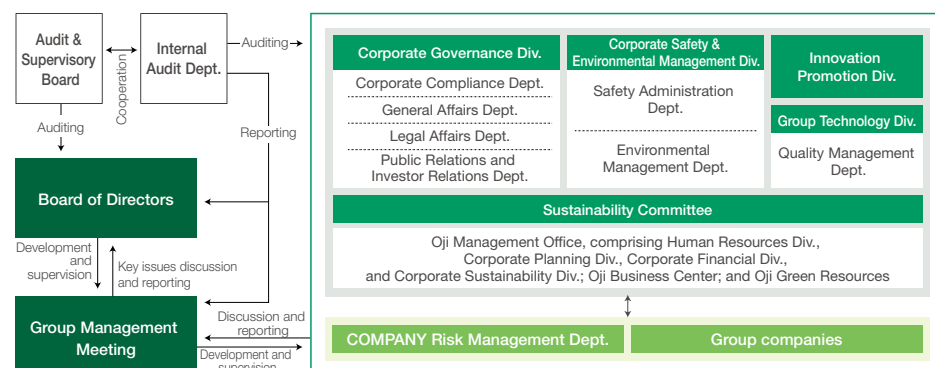 Audit &
Supervisory
Board
Cooperation
Internal
Audit Dept.
Auditing
Auditing
Reporting
Board of Directors
Development
and
supervision
Key issues discussion
and reporting
Group Management
Meeting
Discussion and
reporting
Development and
supervision
Corporate Governance Div.
Corporate Compliance Dept.
General Affairs Dept.
Legal Affairs Dept.
Public Relations and
Investor Relations Dept.
Corporate Safety &
Environmental Management Div.
Safety Administration
Dept.
Environmental
Management Dept.
Innovation
Promotion Div.
Group Technology Div.
Quality Management
Dept.
Sustainability Committee
Oji Management Office, comprising Human Resources Div.,
Corporate Planning Div., Corporate Financial Div.,
and Corporate Sustainability Div.; Oji Business Center; and Oji Green Resources
COMPANY Risk Management Dept.
Group companies